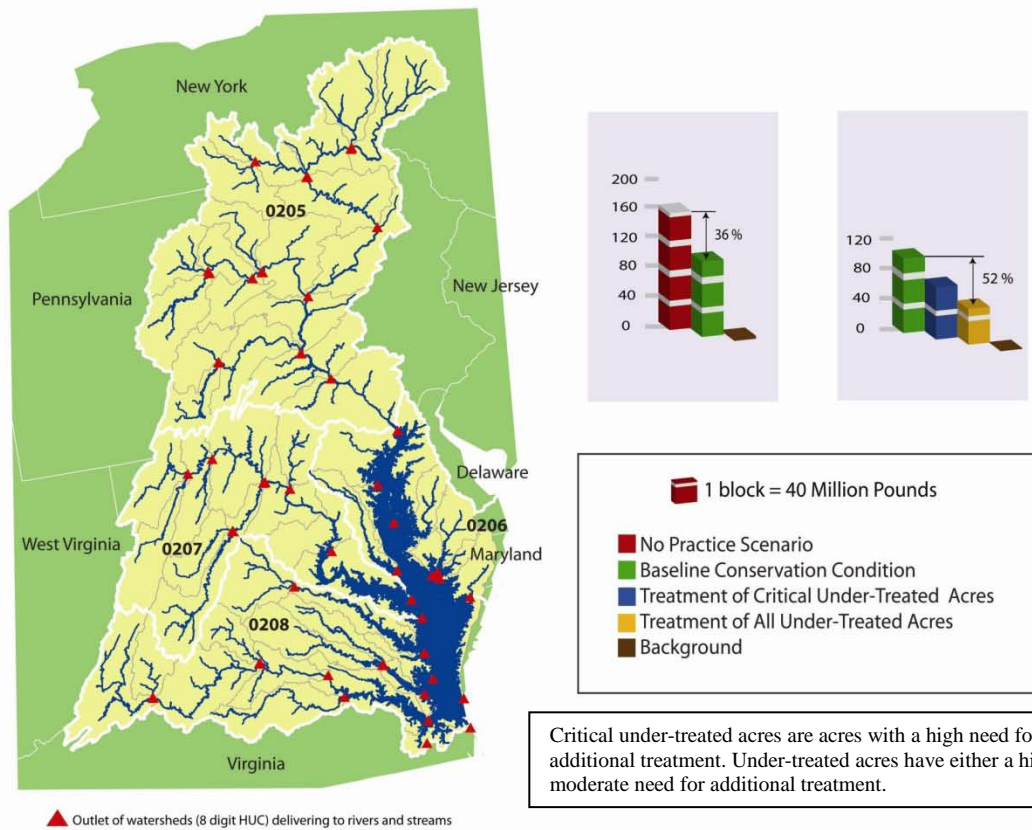 New York
0205
Pennsylvania
New Jersey
Delaware
0206
Maryland
West Virginia
0207
0208
Virginia
Outlet of watersheds (8 digit HUC) delivering to rivers and streams
200
160
120
80
40
0
36 %
120
80
40
0
52 %
1 block = 40 Million Pounds
No Practice Scenario
Baseline Conservation Condition
Treatment of Critical Under-Treated Acres
Treatment of All Under-Treated Acres
Background
Critical under-treated acres are acres with a high need fo
additional treatment. Under-treated acres have either a hi
moderate need for additional treatment.